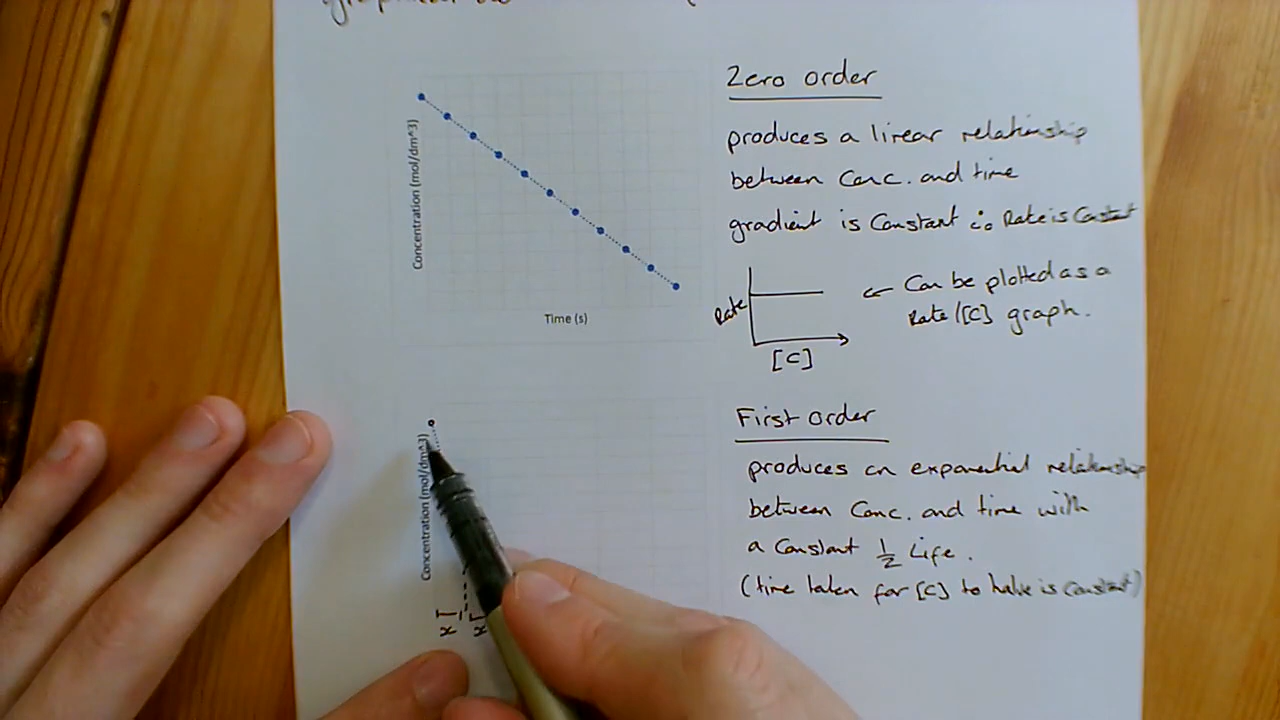 Zero order
produces a linear relationship
between Conc. and time
gradient is Constant ∴ Rate is Constant
Concentration (mol/dm^3)
Time (s)
Rate
[C]
← Can be plotted as a
Rate/[C] graph.
First order
produces an exponential relationship
between Conc. and time with
a Constant ½ Life.
(time taken for [C] to halve is Constant)
Concentration (mol/dm^3)